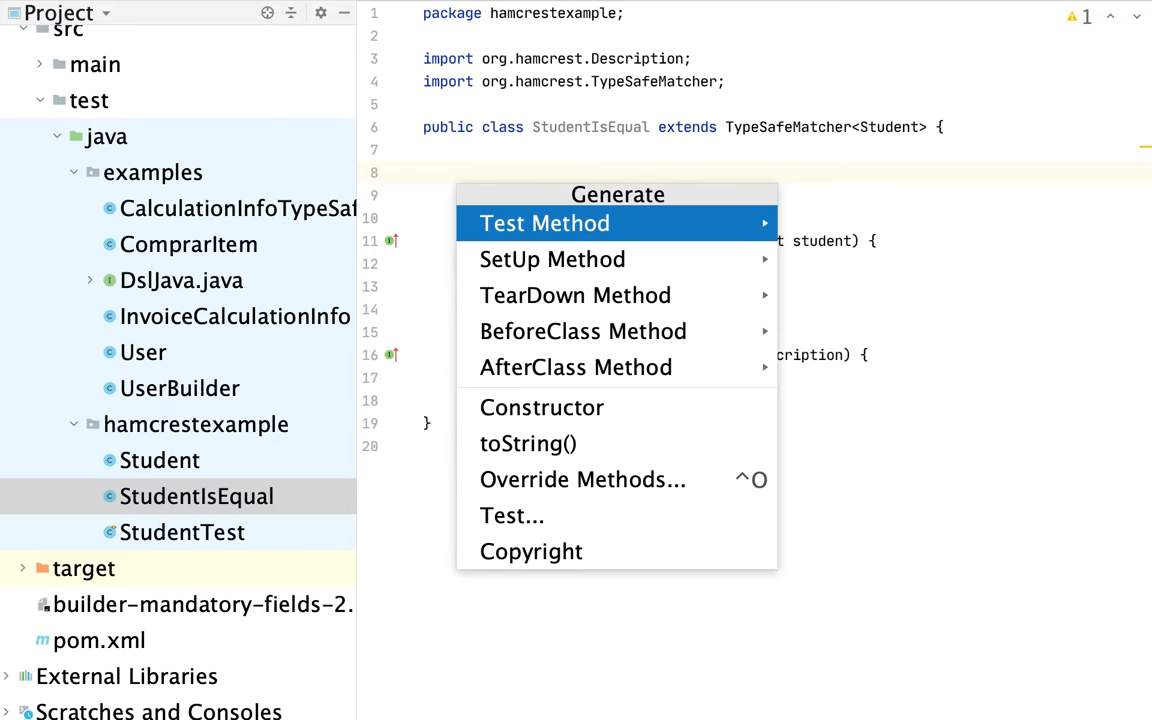 Project
src
main
test
java
examples
CalculationInfoTypeSaf
ComprarItem
DslJava.java
InvoiceCalculationInfo
User
UserBuilder
hamcrestexample
Student
StudentIsEqual
StudentTest
target
builder-mandatory-fields-2.
pom.xml
External Libraries
Scratches and Consoles
1 package hamcrestexample;
2
3 import org.hamcrest.Description;
4 import org.hamcrest.TypeSafeMatcher;
5
6 public class StudentIsEqual extends TypeSafeMatcher<Student> {
7
8
9
10
11 t student) {
12
13
14
15
16 cription) {
17
18
19 }
20
1
Generate
Test Method
SetUp Method
TearDown Method
BeforeClass Method
AfterClass Method
Constructor
toString()
Override Methods... ^O
Test...
Copyright